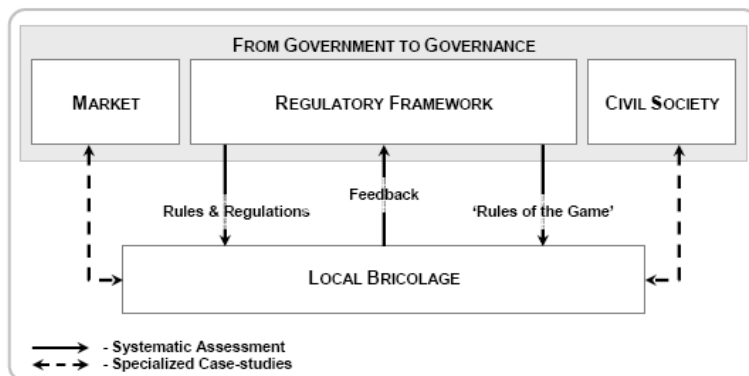 FROM GOVERNMENT TO GOVERNANCE
MARKET
REGULATORY FRAMEWORK
CIVIL SOCIETY
Feedback
Rules & Regulations
‘Rules of the Game’
LOCAL BRICOLAGE
- Systematic Assessment
- Specialized Case-studies